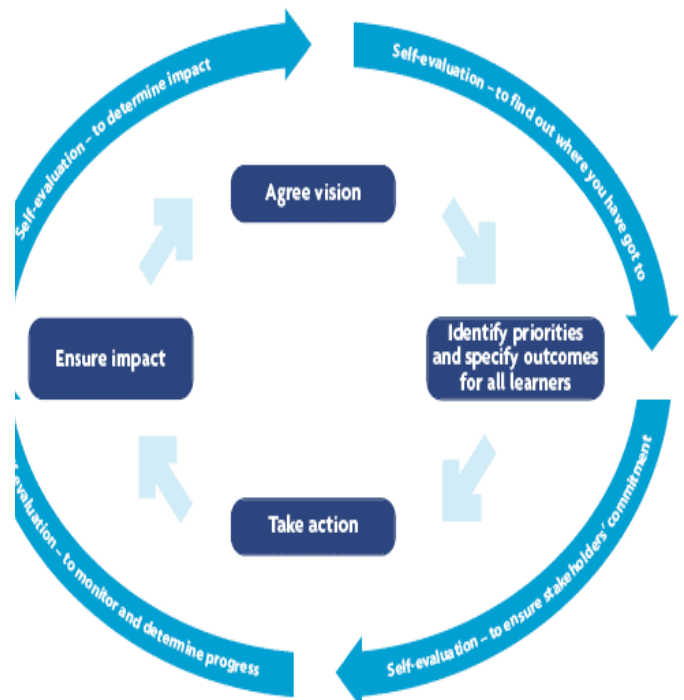 Self-evaluation – to determine impact
Self-evaluation – to find out where you have got to
Agree vision
Ensure impact
Identify priorities
and specify outcomes
for all learners
Take action
-evaluation – to monitor and determine progress
Self-evaluation – to ensure stakeholders’ commitment